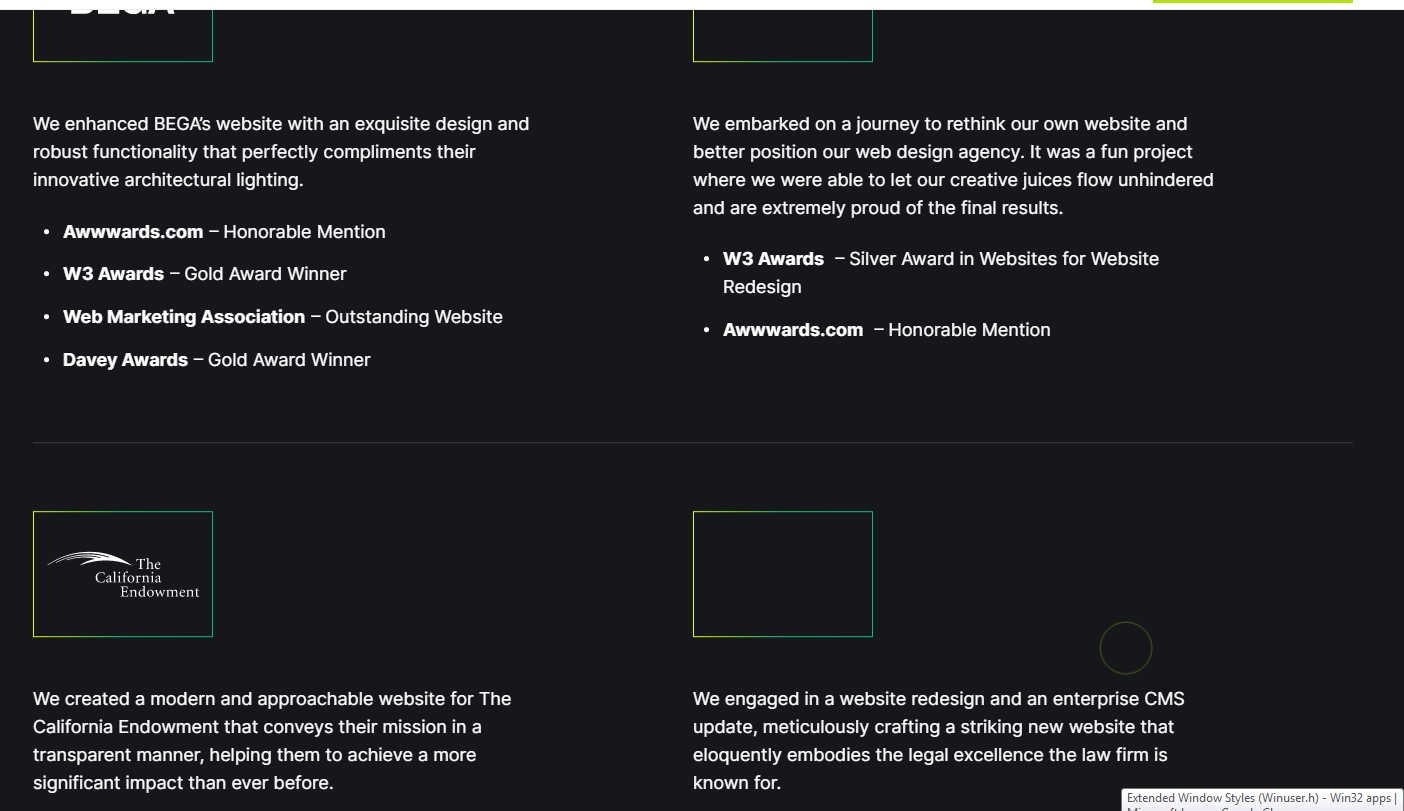 BEGA
We enhanced BEGA’s website with an exquisite design and
robust functionality that perfectly compliments their
innovative architectural lighting.
• Awwwards.com – Honorable Mention
• W3 Awards – Gold Award Winner
• Web Marketing Association – Outstanding Website
• Davey Awards – Gold Award Winner
We embarked on a journey to rethink our own website and
better position our web design agency. It was a fun project
where we were able to let our creative juices flow unhindered
and are extremely proud of the final results.
• W3 Awards – Silver Award in Websites for Website
Redesign
• Awwwards.com – Honorable Mention
The
California
Endowment
We created a modern and approachable website for The
California Endowment that conveys their mission in a
transparent manner, helping them to achieve a more
significant impact than ever before.
We engaged in a website redesign and an enterprise CMS
update, meticulously crafting a striking new website that
eloquently embodies the legal excellence the law firm is
known for.
Extended Window Styles (Winuser.h) - Win32 apps |